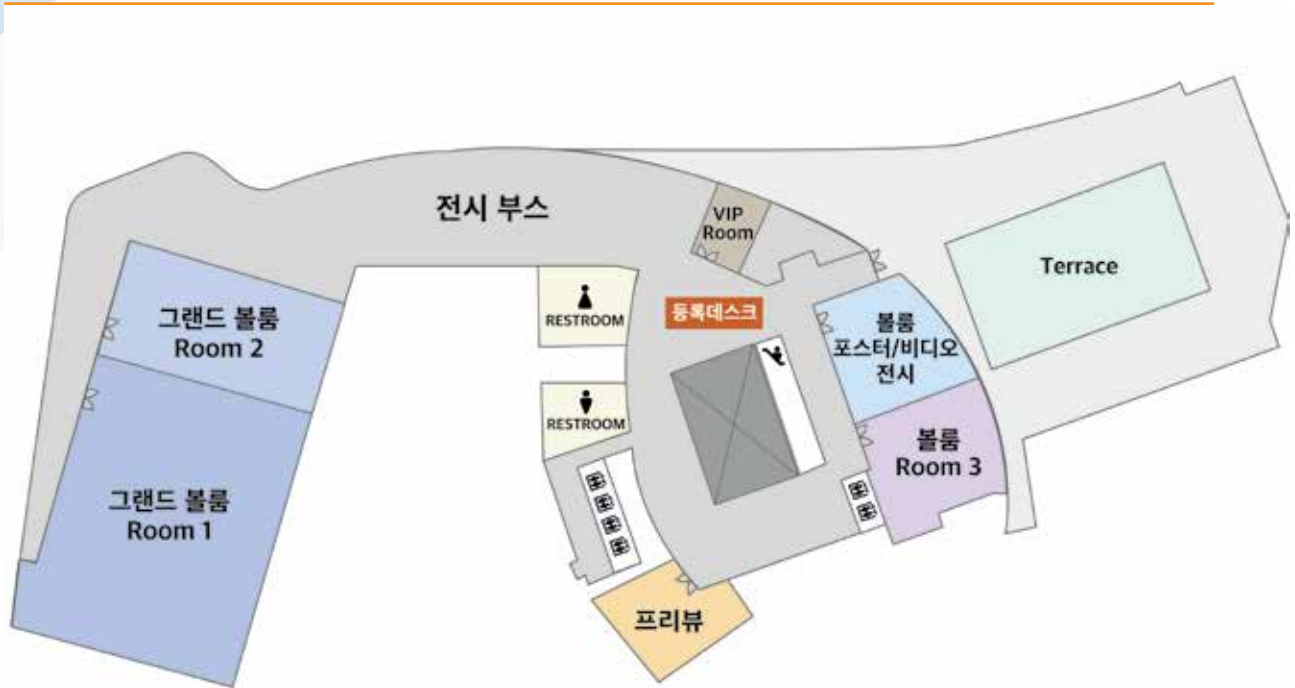 전시 부스
VIP
Room
Terrace
그랜드 볼룸
Room 2
RESTROOM
등록데스크
볼룸
포스터/비디오
전시
RESTROOM
볼룸
Room 3
그랜드 볼룸
Room 1
프리뷰